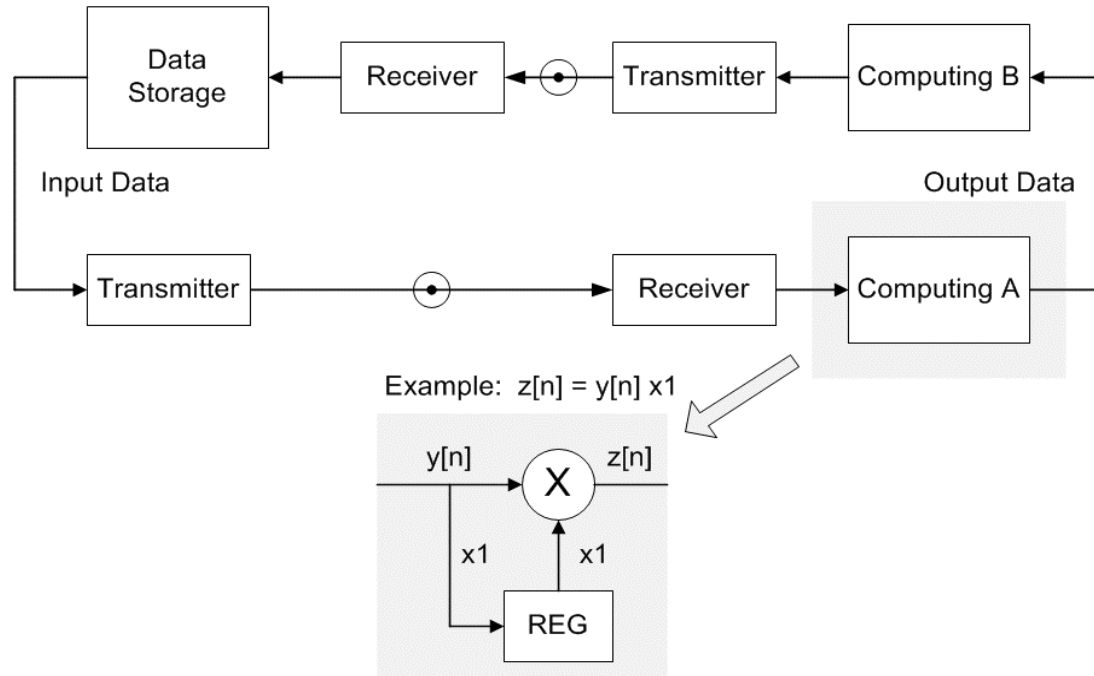 Data
Storage
Receiver
Transmitter
Computing B
Input Data
Output Data
Transmitter
Receiver
Computing A
Example:  z[n] = y[n] x1
y[n]
X
z[n]
x1
x1
REG